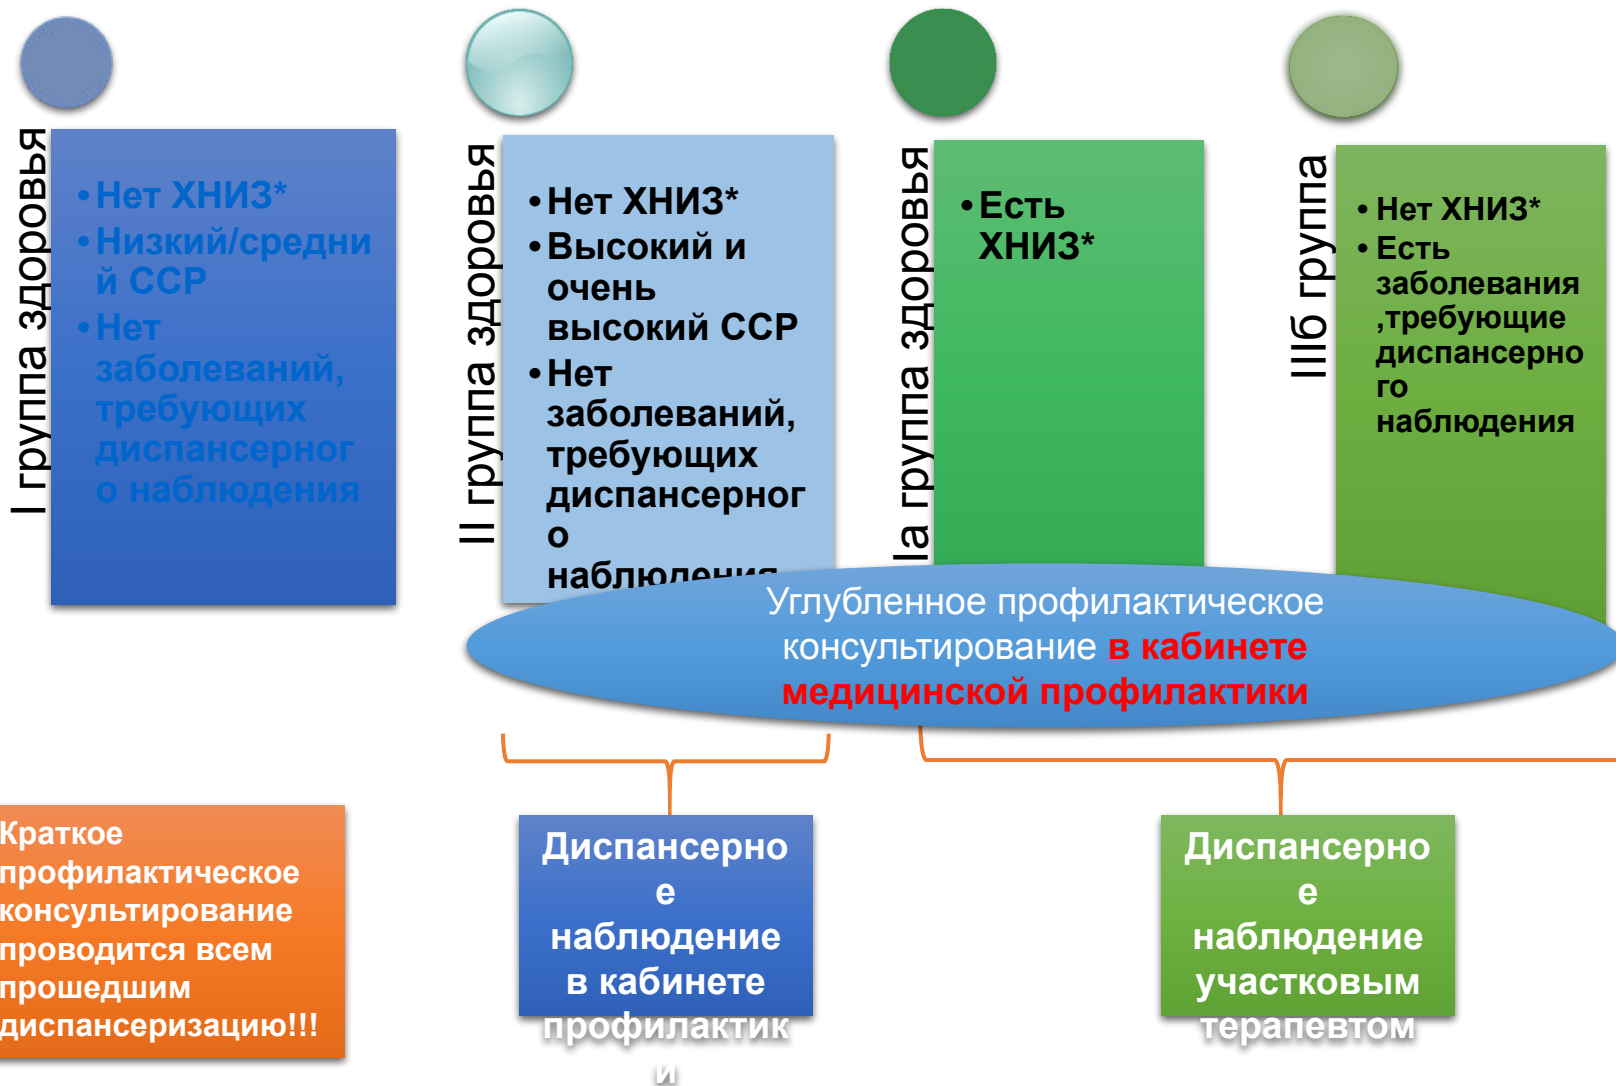 I группа здоровья
• Нет ХНИЗ*
• Низкий/средни
й ССР
• Нет
заболеваний,
требующих
диспансерног
о наблюдения
II группа здоровья
• Нет ХНИЗ*
• Высокий и
очень
высокий ССР
• Нет
заболеваний,
требующих
диспансерног
о
наблюдения
Iа группа здоровья
• Есть
ХНИЗ*
IIIб группа
• Нет ХНИЗ*
• Есть
заболевания
,требующие
диспансерно
го
наблюдения
Углубленное профилактическое
консультирование в кабинете
медицинской профилактики
Краткое
профилактическое
консультирование
проводится всем
прошедшим
диспансеризацию!!!
Диспансерно
е
наблюдение
в кабинете
профилактик
и
Диспансерно
е
наблюдение
участковым
терапевтом